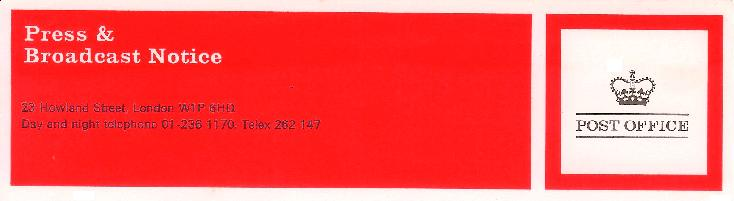 Press &
Broadcast Notice
23 Howland Street, London W1P 6HQ
Day and night telephone 01-236 1170. Telex 262 147
POST OFFICE